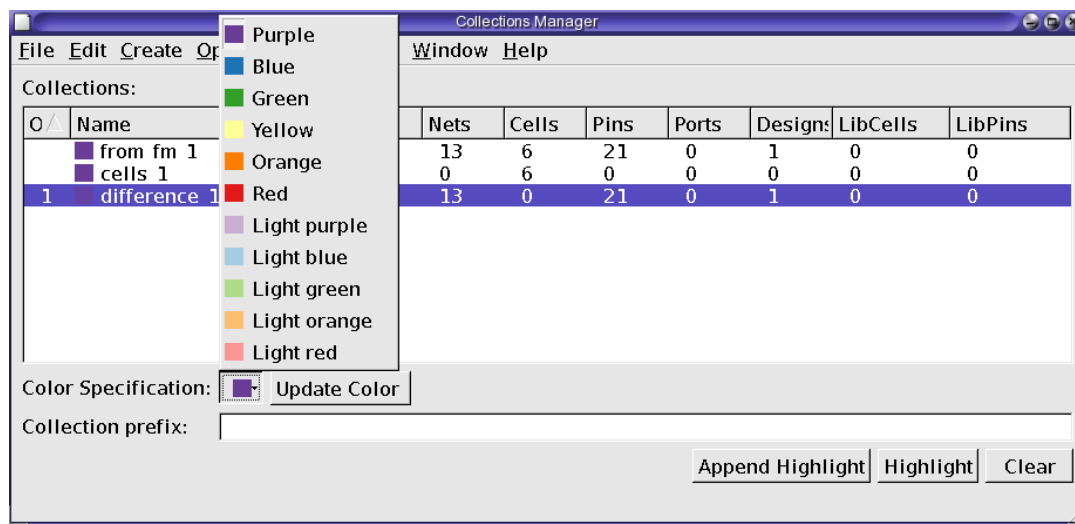 Collections Manager
File Edit Create Op Window Help
Purple
Blue
Green
Yellow
Orange
Red
Light purple
Light blue
Light green
Light orange
Light red
Collections:
O Name Nets Cells Pins Ports Designs LibCells LibPins
from fm 1 13 6 21 0 1 0 0
cells 1 0 6 0 0 0 0 0
1 difference 1 13 0 21 0 1 0 0
Color Specification: Update Color
Collection prefix:
Append Highlight Highlight Clear